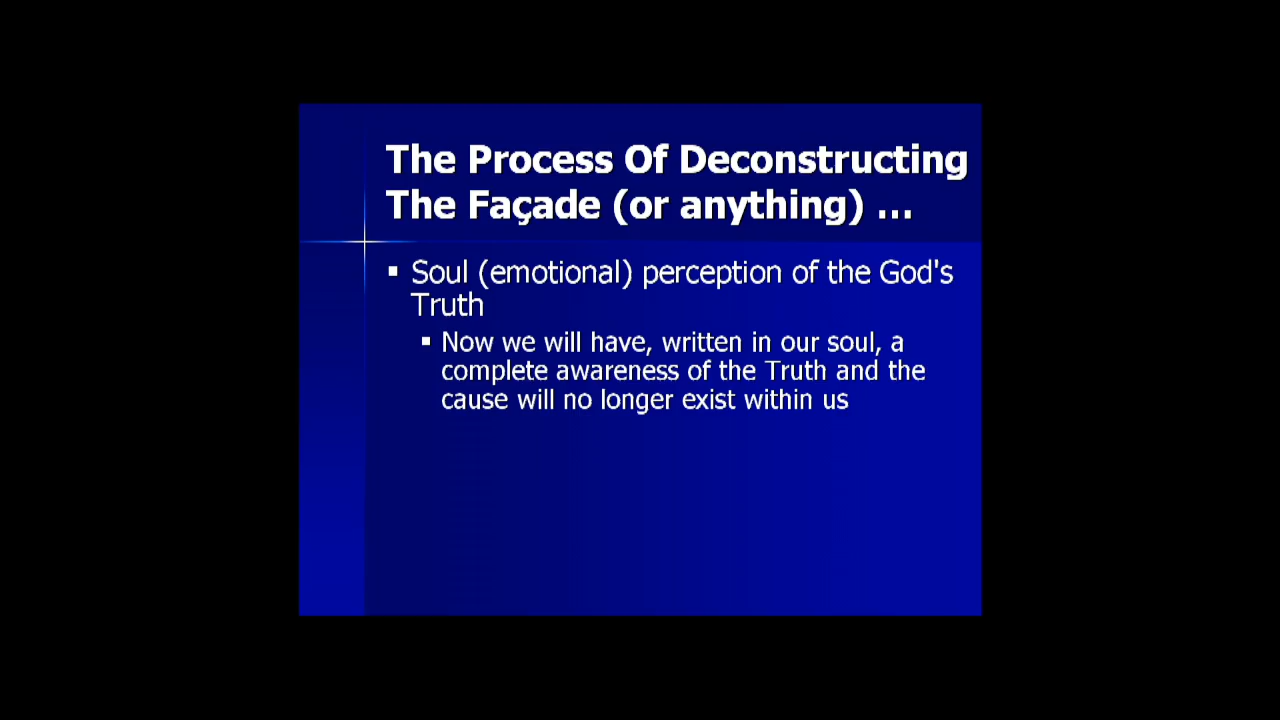 The Process Of Deconstructing
The Façade (or anything) ...
▪ Soul (emotional) perception of the God's
Truth
▪ Now we will have, written in our soul, a
complete awareness of the Truth and the
cause will no longer exist within us